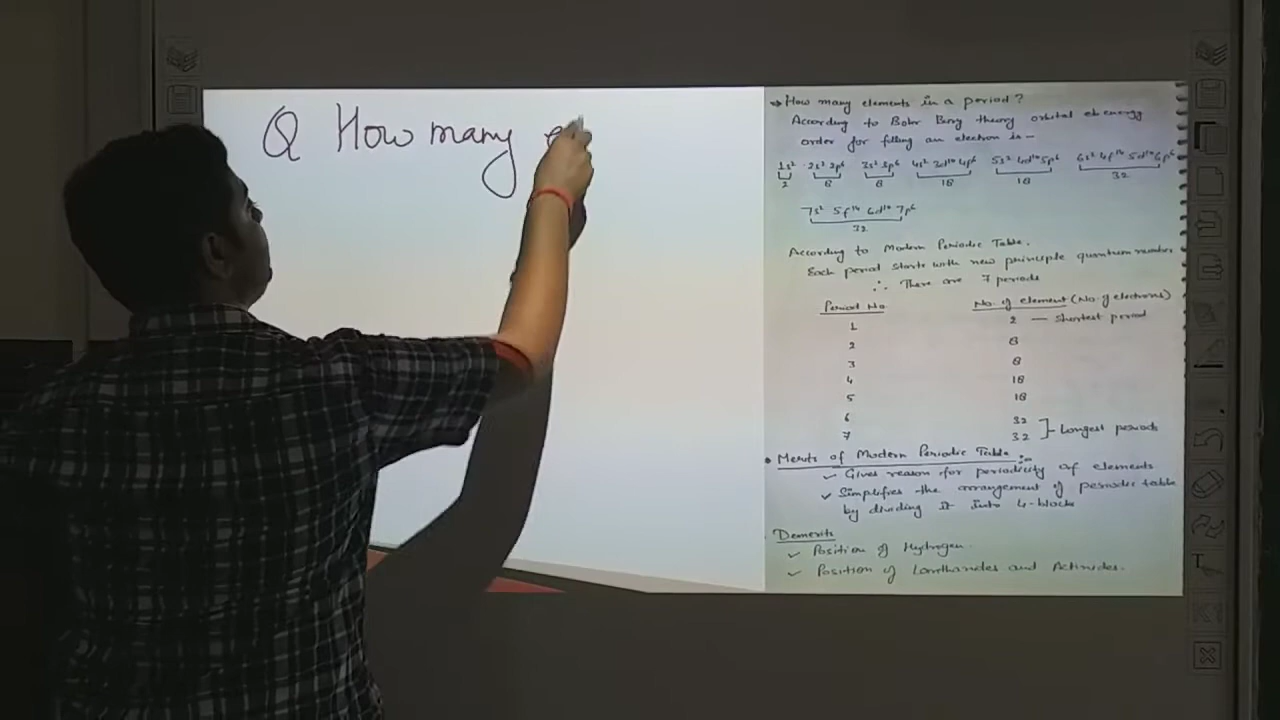 Q How many e
→ How many elements in a period?
According to Bohr Bury theory orbital energy
order for filling an electron is –
1s² 2s² 2p⁶ 3s² 3p⁶ 4s² 3d¹⁰ 4p⁶ 5s² 4d¹⁰ 5p⁶ 6s² 4f¹⁴ 5d¹⁰ 6p⁶
2 8 8 18 18 32
7s² 5f¹⁴ 6d¹⁰ 7p⁶
32
According to Modern Periodic Table.
Each period starts with new principle quantum number
∴ There are 7 periods
Period No. No. of element (No. of electrons)
1 2 — shortest period
2 8
3 8
4 18
5 18
6 32
7 32 ]- Longest periods
• Merits of Modern Periodic Table :-
✓ Gives reason for periodicity of elements
✓ Simplifies the arrangement of periodic table
by dividing it into 4-blocks
Demerits
✓ Position of Hydrogen.
✓ Position of Lanthanides and Actinides.
T